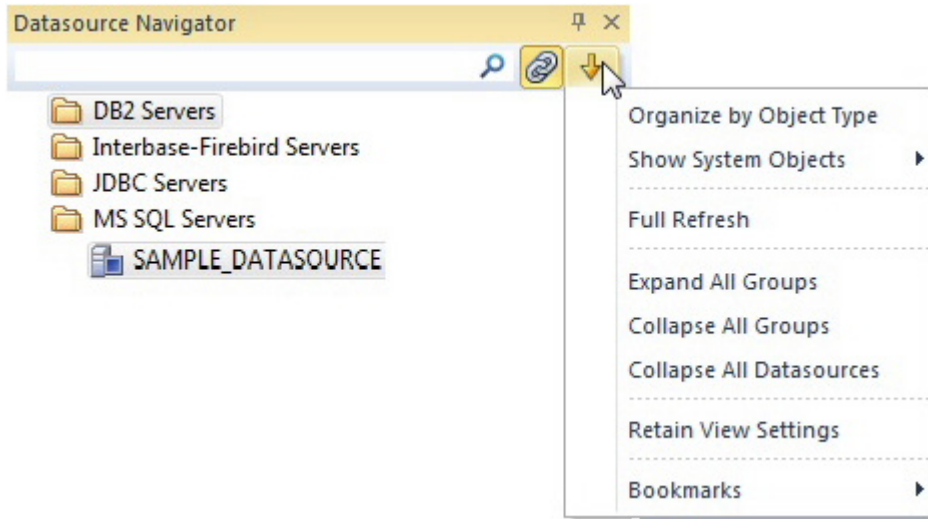 Datasource Navigator
DB2 Servers
Interbase-Firebird Servers
JDBC Servers
MS SQL Servers
SAMPLE_DATASOURCE
Organize by Object Type
Show System Objects
Full Refresh
Expand All Groups
Collapse All Groups
Collapse All Datasources
Retain View Settings
Bookmarks